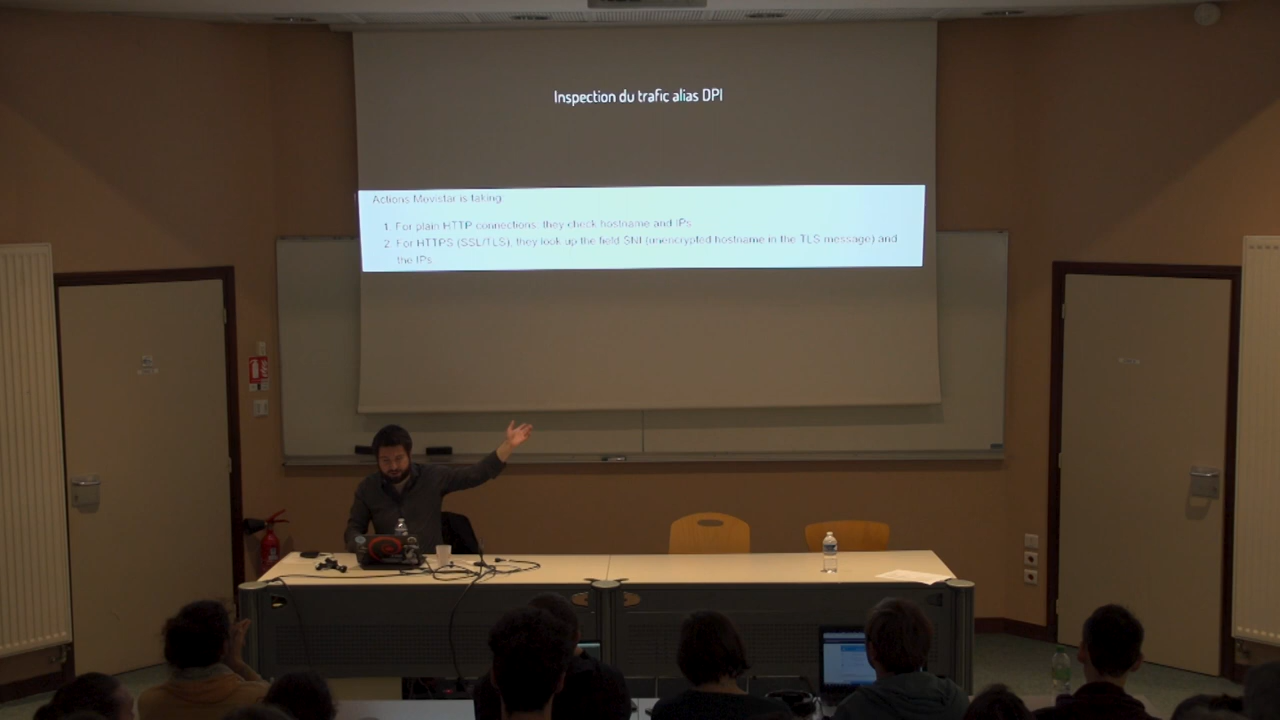 Inspection du trafic alias DPI
Actions Movistar is taking:
1. For plain HTTP connections, they check hostname and IPs
2. For HTTPS (SSL/TLS), they look up the field SNI (unencrypted hostname in the TLS message) and
the IPs